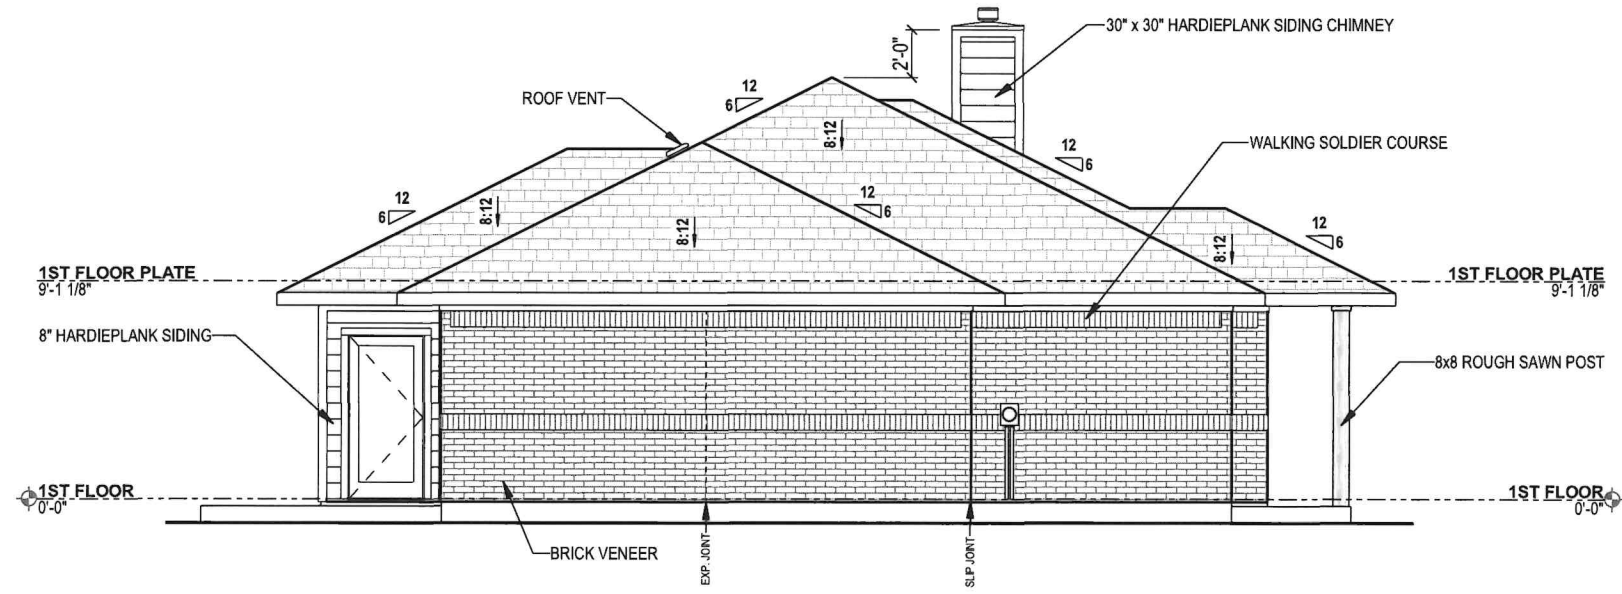 30" x 30" HARDIEPLANK SIDING CHIMNEY
2'-0"
ROOF VENT
12
6
8:12
WALKING SOLDIER COURSE
12
6
12
6
8:12
12
6
8:12
8:12
12
6
8:12
1ST FLOOR PLATE
9'-1 1/8"
1ST FLOOR PLATE
9'-1 1/8"
8" HARDIEPLANK SIDING
8x8 ROUGH SAWN POST
1ST FLOOR
0'-0"
1ST FLOOR
0'-0"
BRICK VENEER
EXP. JOINT
SLIP JOINT